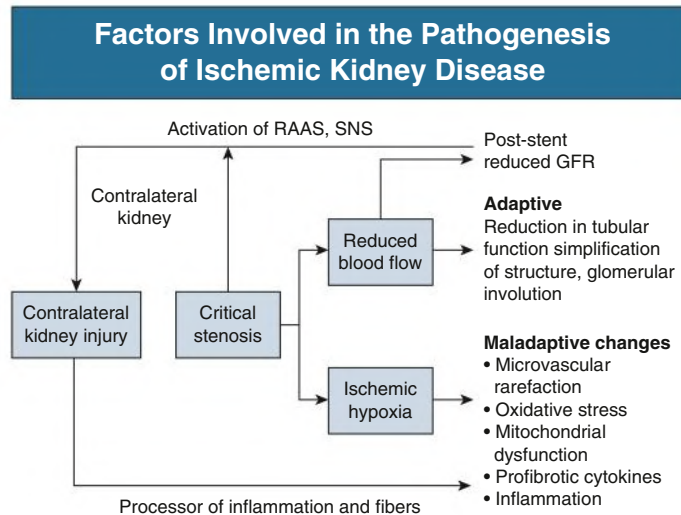 Factors Involved in the Pathogenesis
of Ischemic Kidney Disease
Activation of RAAS, SNS
Post-stent
reduced GFR
Contralateral
kidney
Adaptive
Reduction in tubular
function simplification
of structure, glomerular
involution
Reduced
blood flow
Contralateral
kidney injury
Critical
stenosis
Ischemic
hypoxia
Maladaptive changes
• Microvascular
rarefaction
• Oxidative stress
• Mitochondrial
dysfunction
• Profibrotic cytokines
• Inflammation
Processor of inflammation and fibers